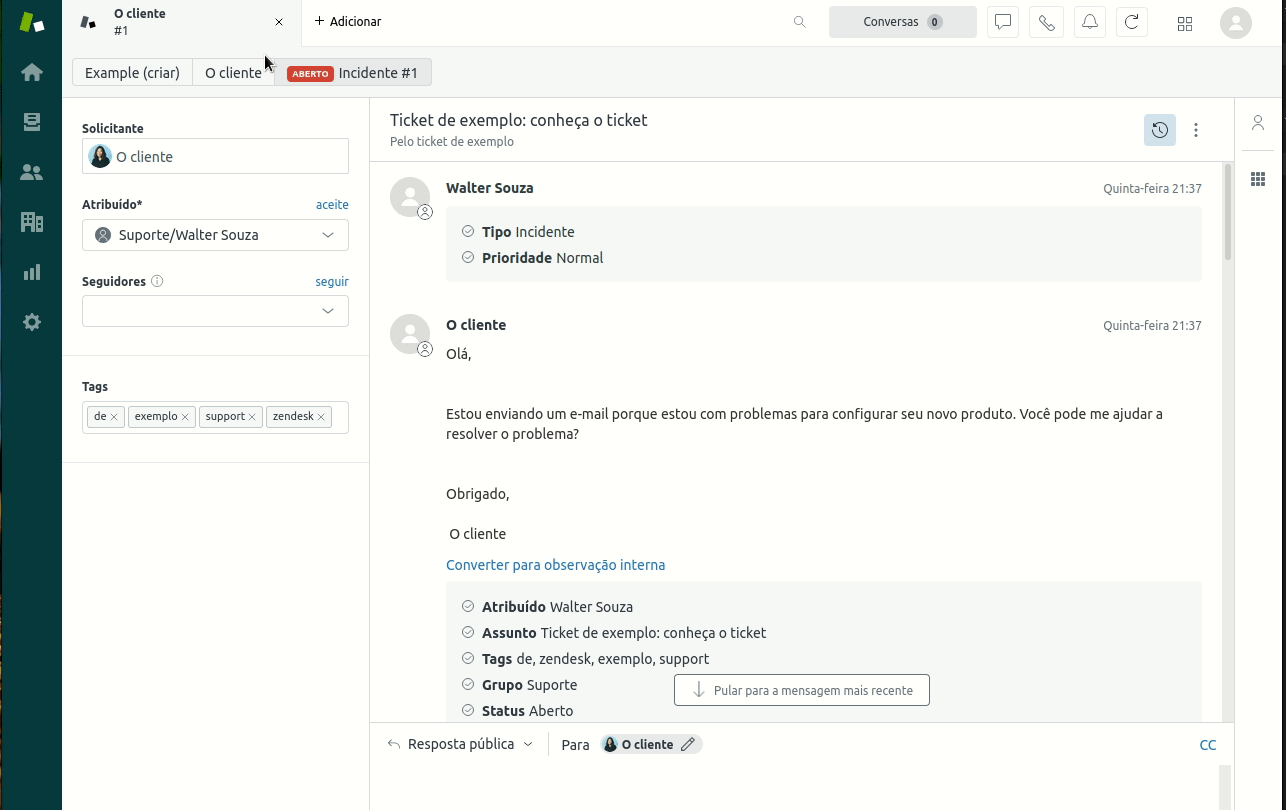 O cliente
#1
+ Adicionar
Conversas 0
Example (criar)
O cliente
ABERTO Incidente #1
Solicitante
O cliente
Atribuído* aceite
Suporte/Walter Souza
Seguidores seguir
Tags
de exemplo support zendesk
Ticket de exemplo: conheça o ticket
Pelo ticket de exemplo
Walter Souza Quinta-feira 21:37
Tipo Incidente
Prioridade Normal
O cliente Quinta-feira 21:37
Olá,
Estou enviando um e-mail porque estou com problemas para configurar seu novo produto. Você pode me ajudar a
resolver o problema?
Obrigado,
O cliente
Converter para observação interna
Atribuído Walter Souza
Assunto Ticket de exemplo: conheça o ticket
Tags de, zendesk, exemplo, support
Grupo Suporte
Status Aberto
Pular para a mensagem mais recente
Resposta pública Para O cliente CC